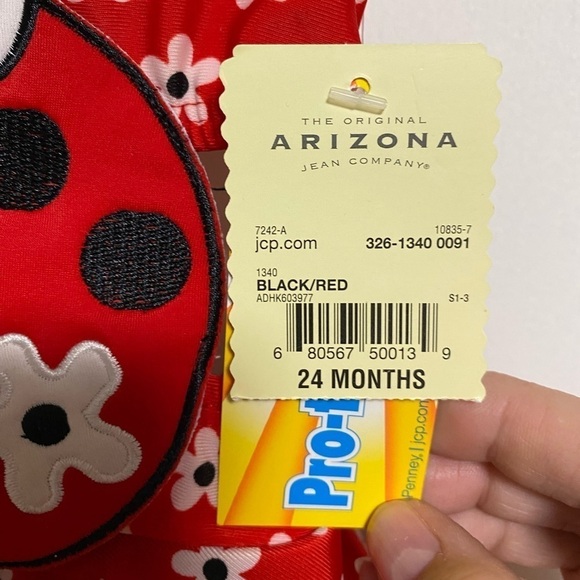 THE ORIGINAL
ARIZONA
JEAN COMPANY®
7242-A 10835-7
jcp.com 326-1340 0091
1340
BLACK/RED
ADHK603977 S1-3
6 80567 50013 9
24 MONTHS
Pro-t
Penney | jcp.com